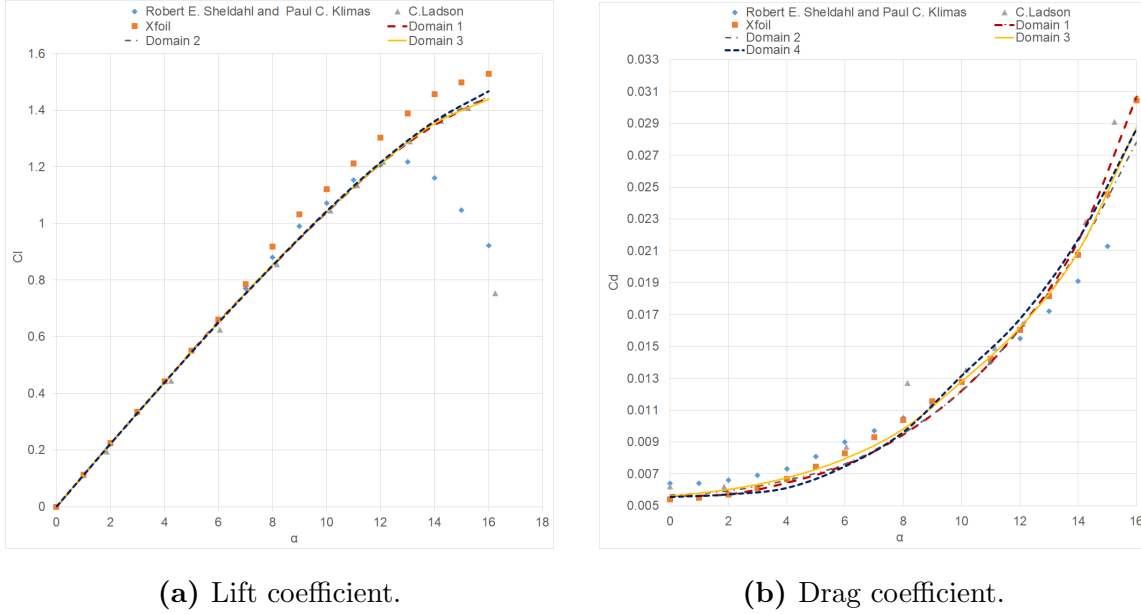 Robert E. Sheldahl and Paul C. Klimas
C.Ladson
Xfoil
Domain 1
Domain 2
Domain 3
Domain 4
1.6
1.4
1.2
1
0.8
0.6
0.4
0.2
0
Cl
0 2 4 6 8 10 12 14 16 18
α
(a) Lift coefficient.
Robert E. Sheldahl and Paul C. Klimas
C.Ladson
Xfoil
Domain 1
Domain 2
Domain 3
Domain 4
0.033
0.031
0.029
0.027
0.025
0.023
0.021
0.019
0.017
0.015
0.013
0.011
0.009
0.007
0.005
Cd
0 2 4 6 8 10 12 14 16
α
(b) Drag coefficient.